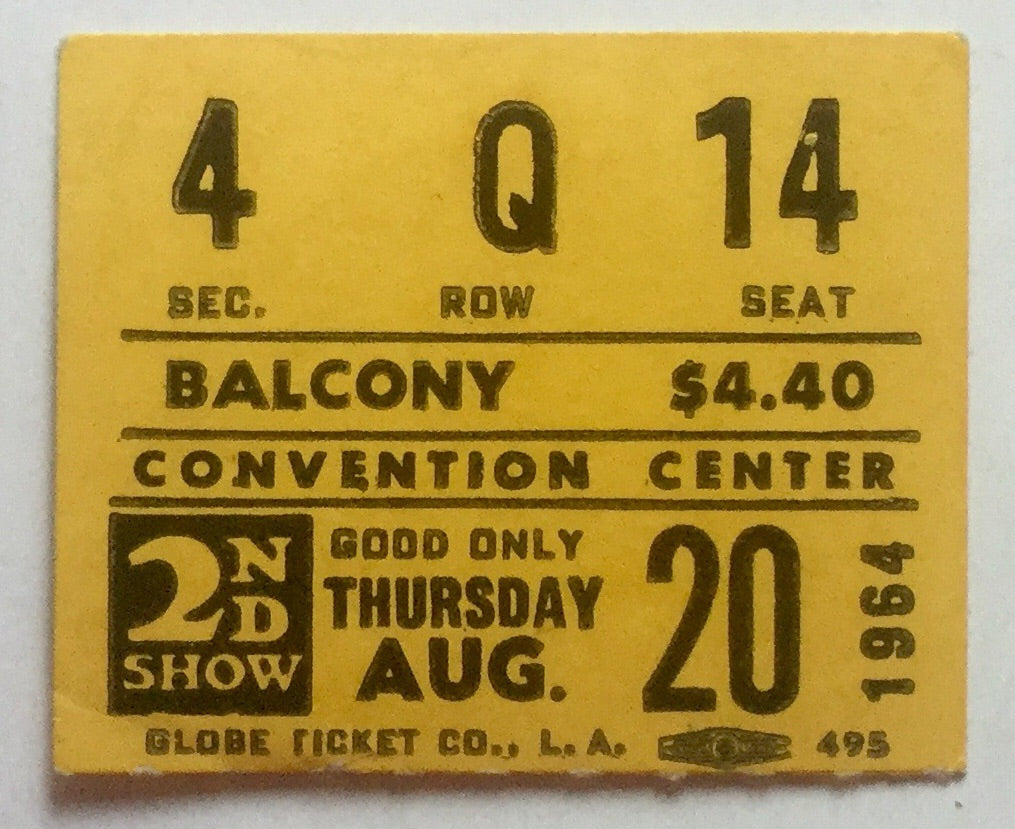 4 Q 14
SEC. ROW SEAT
BALCONY $4.40
CONVENTION CENTER
2ND SHOW
GOOD ONLY
THURSDAY
AUG.
20
1964
GLOBE TICKET CO., L. A. 495